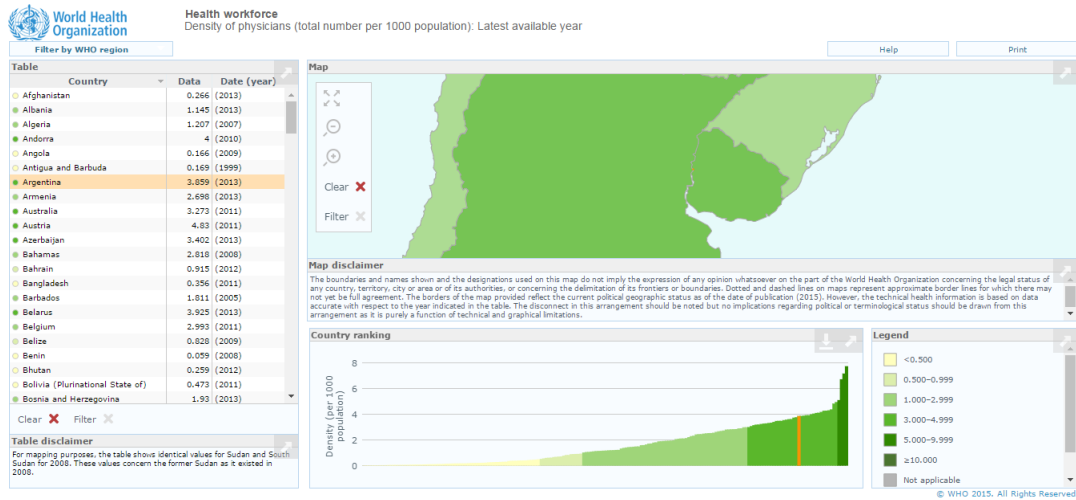 World Health
Organization
Health workforce
Density of physicians (total number per 1000 population): Latest available year
Filter by WHO region
Help
Print
Table
Country Data Date (year)
Afghanistan 0.266 (2013)
Albania 1.145 (2013)
Algeria 1.207 (2007)
Andorra 4 (2010)
Angola 0.166 (2009)
Antigua and Barbuda 0.169 (1999)
Argentina 3.859 (2013)
Armenia 2.698 (2013)
Australia 3.273 (2011)
Austria 4.83 (2011)
Azerbaijan 3.402 (2013)
Bahamas 2.818 (2008)
Bahrain 0.915 (2012)
Bangladesh 0.356 (2011)
Barbados 1.811 (2005)
Belarus 3.925 (2013)
Belgium 2.993 (2011)
Belize 0.828 (2009)
Benin 0.059 (2008)
Bhutan 0.259 (2012)
Bolivia (Plurinational State of) 0.473 (2011)
Bosnia and Herzegovina 1.93 (2013)
Clear Filter
Table disclaimer
For mapping purposes, the table shows identical values for Sudan and South
Sudan for 2008. These values concern the former Sudan as it existed in
2008.
Map
Clear
Filter
Map disclaimer
The boundaries and names shown and the designations used on this map do not imply the expression of any opinion whatsoever on the part of the World Health Organization concerning the legal status of
any country, territory, city or area or of its authorities, or concerning the delimitation of its frontiers or boundaries. Dotted and dashed lines on maps represent approximate border lines for which there may
not yet be full agreement. The borders of the map provided reflect the current political geographic status as of the date of publication (2015). However, the technical health information is based on data
accurate with respect to the year indicated in the table. The disconnect in this arrangement should be noted but no implications regarding political or terminological status should be drawn from this
arrangement as it is purely a function of technical and graphical limitations.
Country ranking
Density (per 1000
population)
8
6
4
2
0
Legend
<0.500
0.500–0.999
1.000–2.999
3.000–4.999
5.000–9.999
≥10.000
Not applicable
© WHO 2015. All Rights Reserved